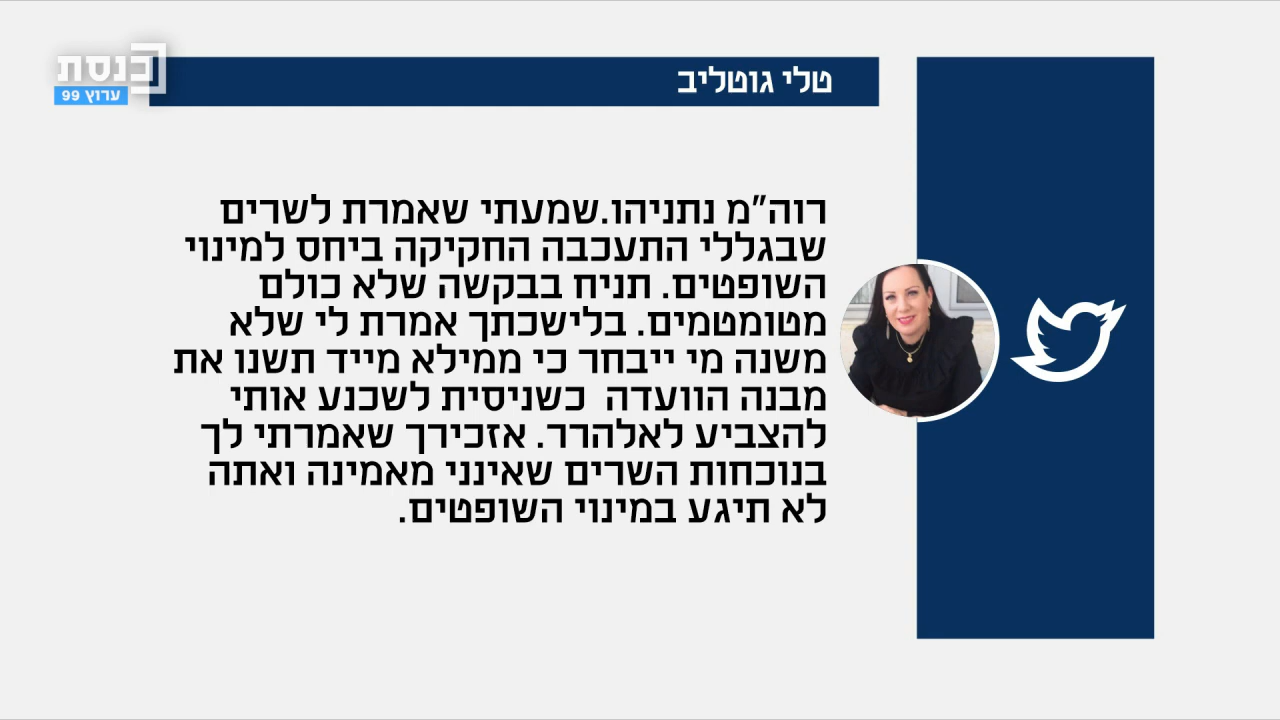 כנסת
ערוץ 99
טלי גוטליב
רוה"מ נתניהו.שמעתי שאמרת לשרים
שבגללי התעכבה החקיקה ביחס למינוי
השופטים. תניח בבקשה שלא כולם
מטומטמים. בלישכתך אמרת לי שלא
משנה מי ייבחר כי ממילא מייד תשנו את
מבנה הוועדה כשניסית לשכנע אותי
להצביע לאלהרר. אזכירך שאמרתי לך
בנוכחות השרים שאינני מאמינה ואתה
לא תיגע במינוי השופטים.